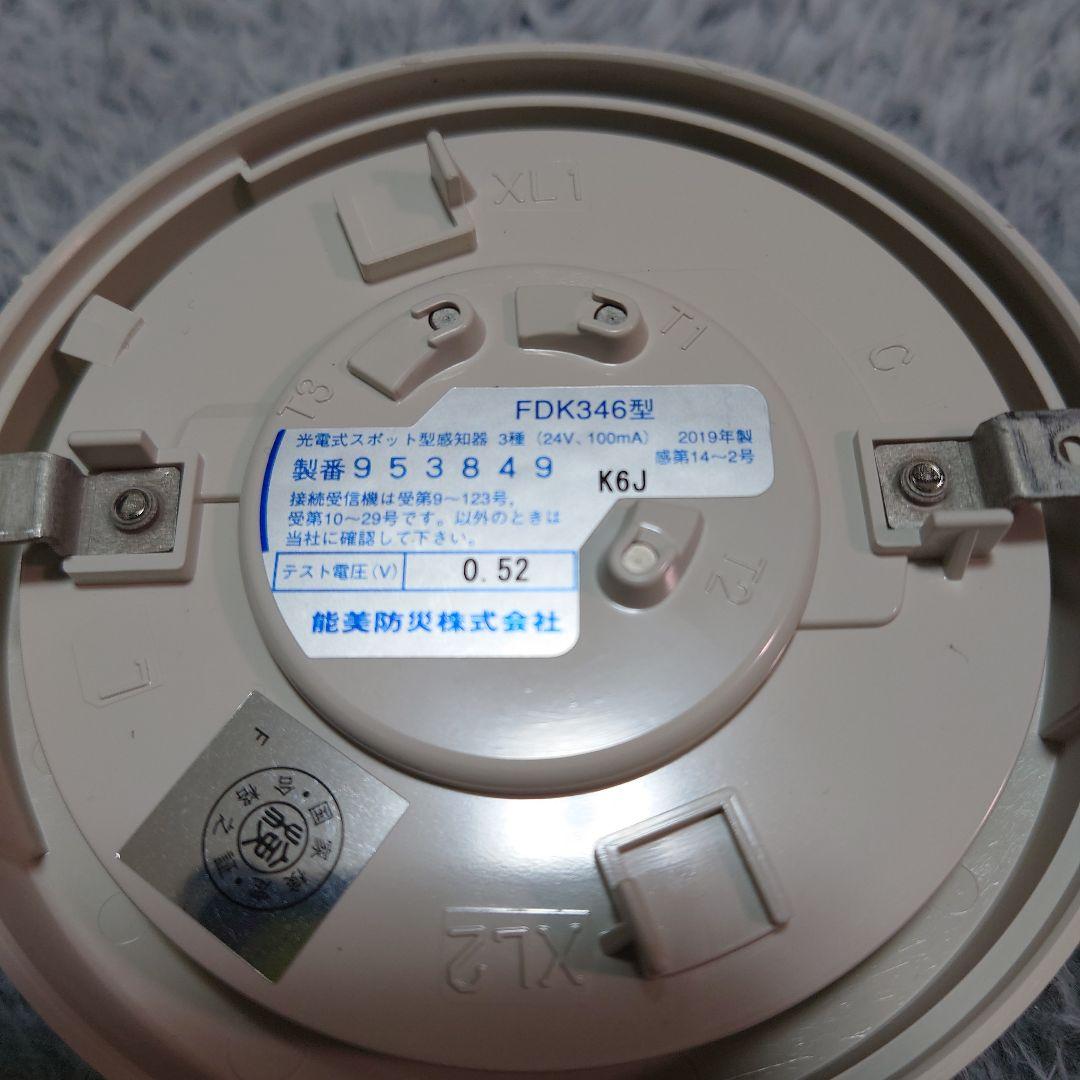 XL1
T1
T3
C
FDK346型
光電式スポット型感知器 3種(24V、100mA) 2019年製
感第14~2号
製番953849
K6J
接続受信機は受第9~123号,
受第10~29号です。以外のときは
当社に確認して下さい。
テスト電圧(V) 0.52
能美防災株式会社
T2
L
F
国家検定・合格之証・
XL2